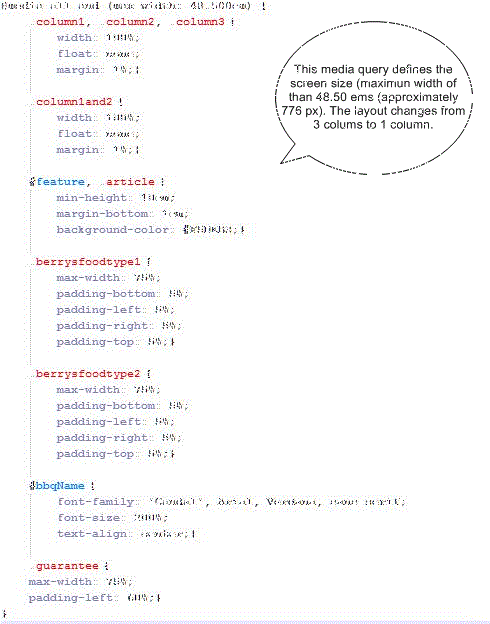 @media all and (max-width: 48.500em) {
.column1, .column2, .column3 {
width: 100%;
float: none;
margin: 1%;}
.column1and2 {
width: 100%;
float: none;
margin: 1%;}
#feature, .article {
min-height: 10em;
margin-bottom: 1em;
background-color:
.berrysfoodtype1 {
max-width: 75%;
padding-bottom: 5%;
padding-left: 5%;
padding-right: 5%;
padding-top: 5%;}
.berrysfoodtype2 {
max-width: 75%;
padding-bottom: 5%;
padding-left: 5%;
padding-right: 5%;
padding-top: 5%;}
#bbqName {
font-family: "Corbel", Arial, Verdana, sans serif;
font-size: 200%;
text-align: center;}
.guarantee {
max-width: 75%;
padding-left: 60%;}
}
This media query defines the
screen size (maximun width of
than 48.50 ems (approximately
776 px). The layout changes from
3 colums to 1 column.